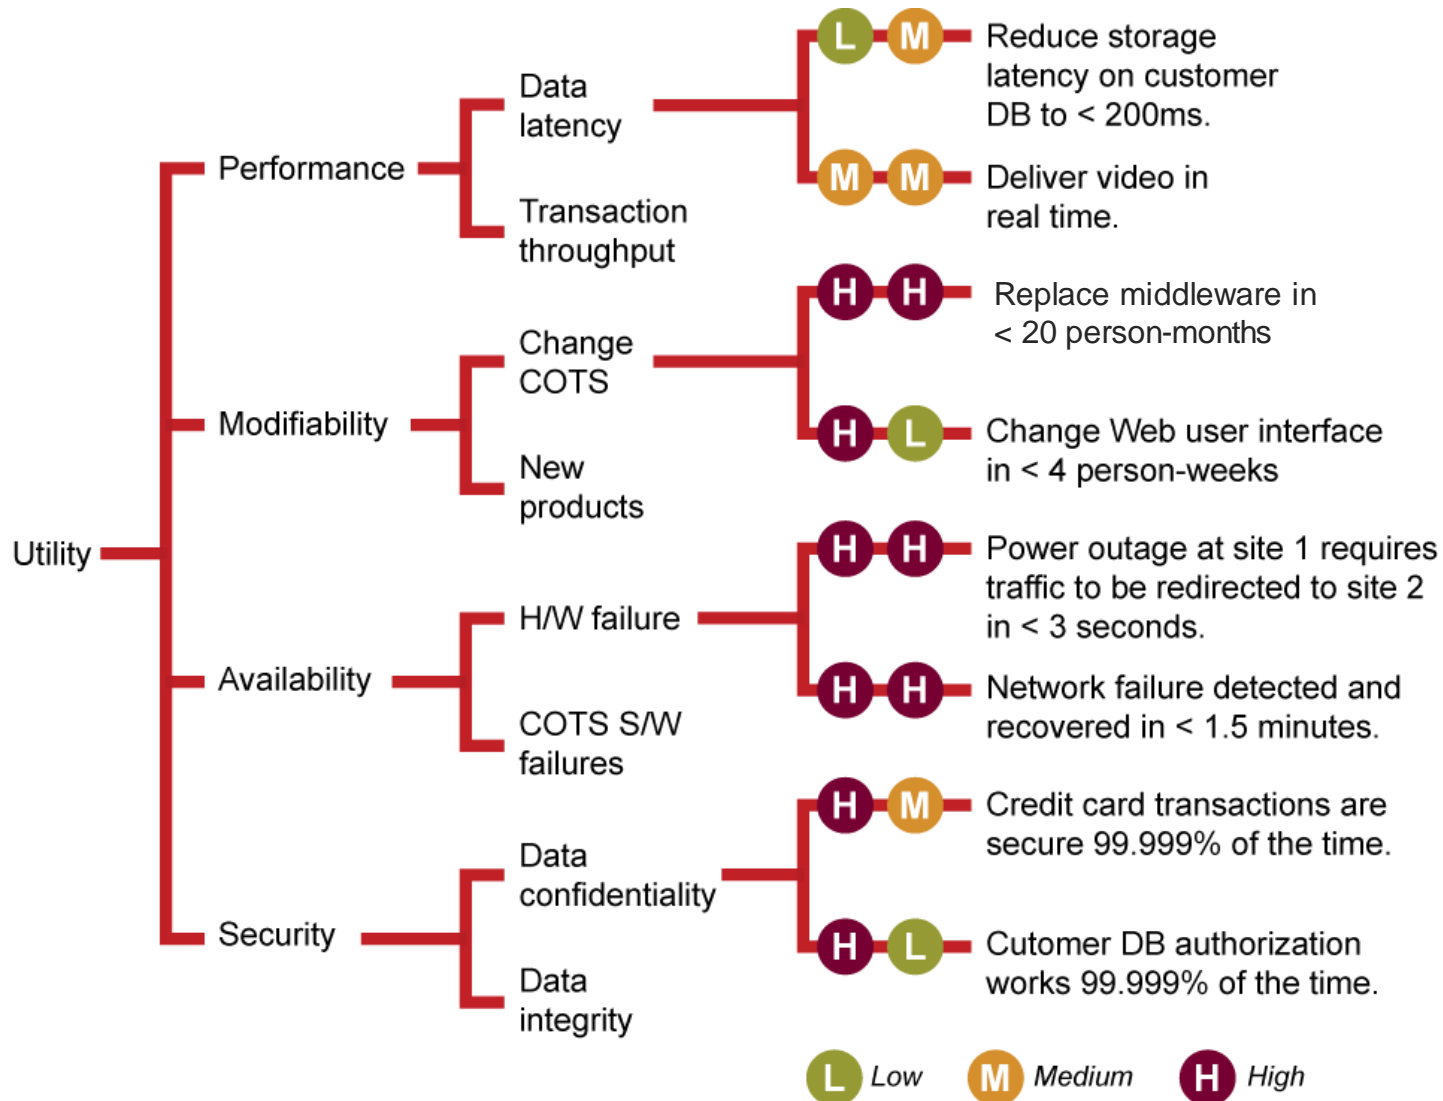 Utility
Performance
Data
latency
L M Reduce storage
latency on customer
DB to < 200ms.
M M Deliver video in
real time.
Transaction
throughput
Modifiability
Change
COTS
H H Replace middleware in
< 20 person-months
H L Change Web user interface
in < 4 person-weeks
New
products
Availability
H/W failure
H H Power outage at site 1 requires
traffic to be redirected to site 2
in < 3 seconds.
H H Network failure detected and
recovered in < 1.5 minutes.
COTS S/W
failures
Security
Data
confidentiality
H M Credit card transactions are
secure 99.999% of the time.
H L Cutomer DB authorization
works 99.999% of the time.
Data
integrity
L Low M Medium H High